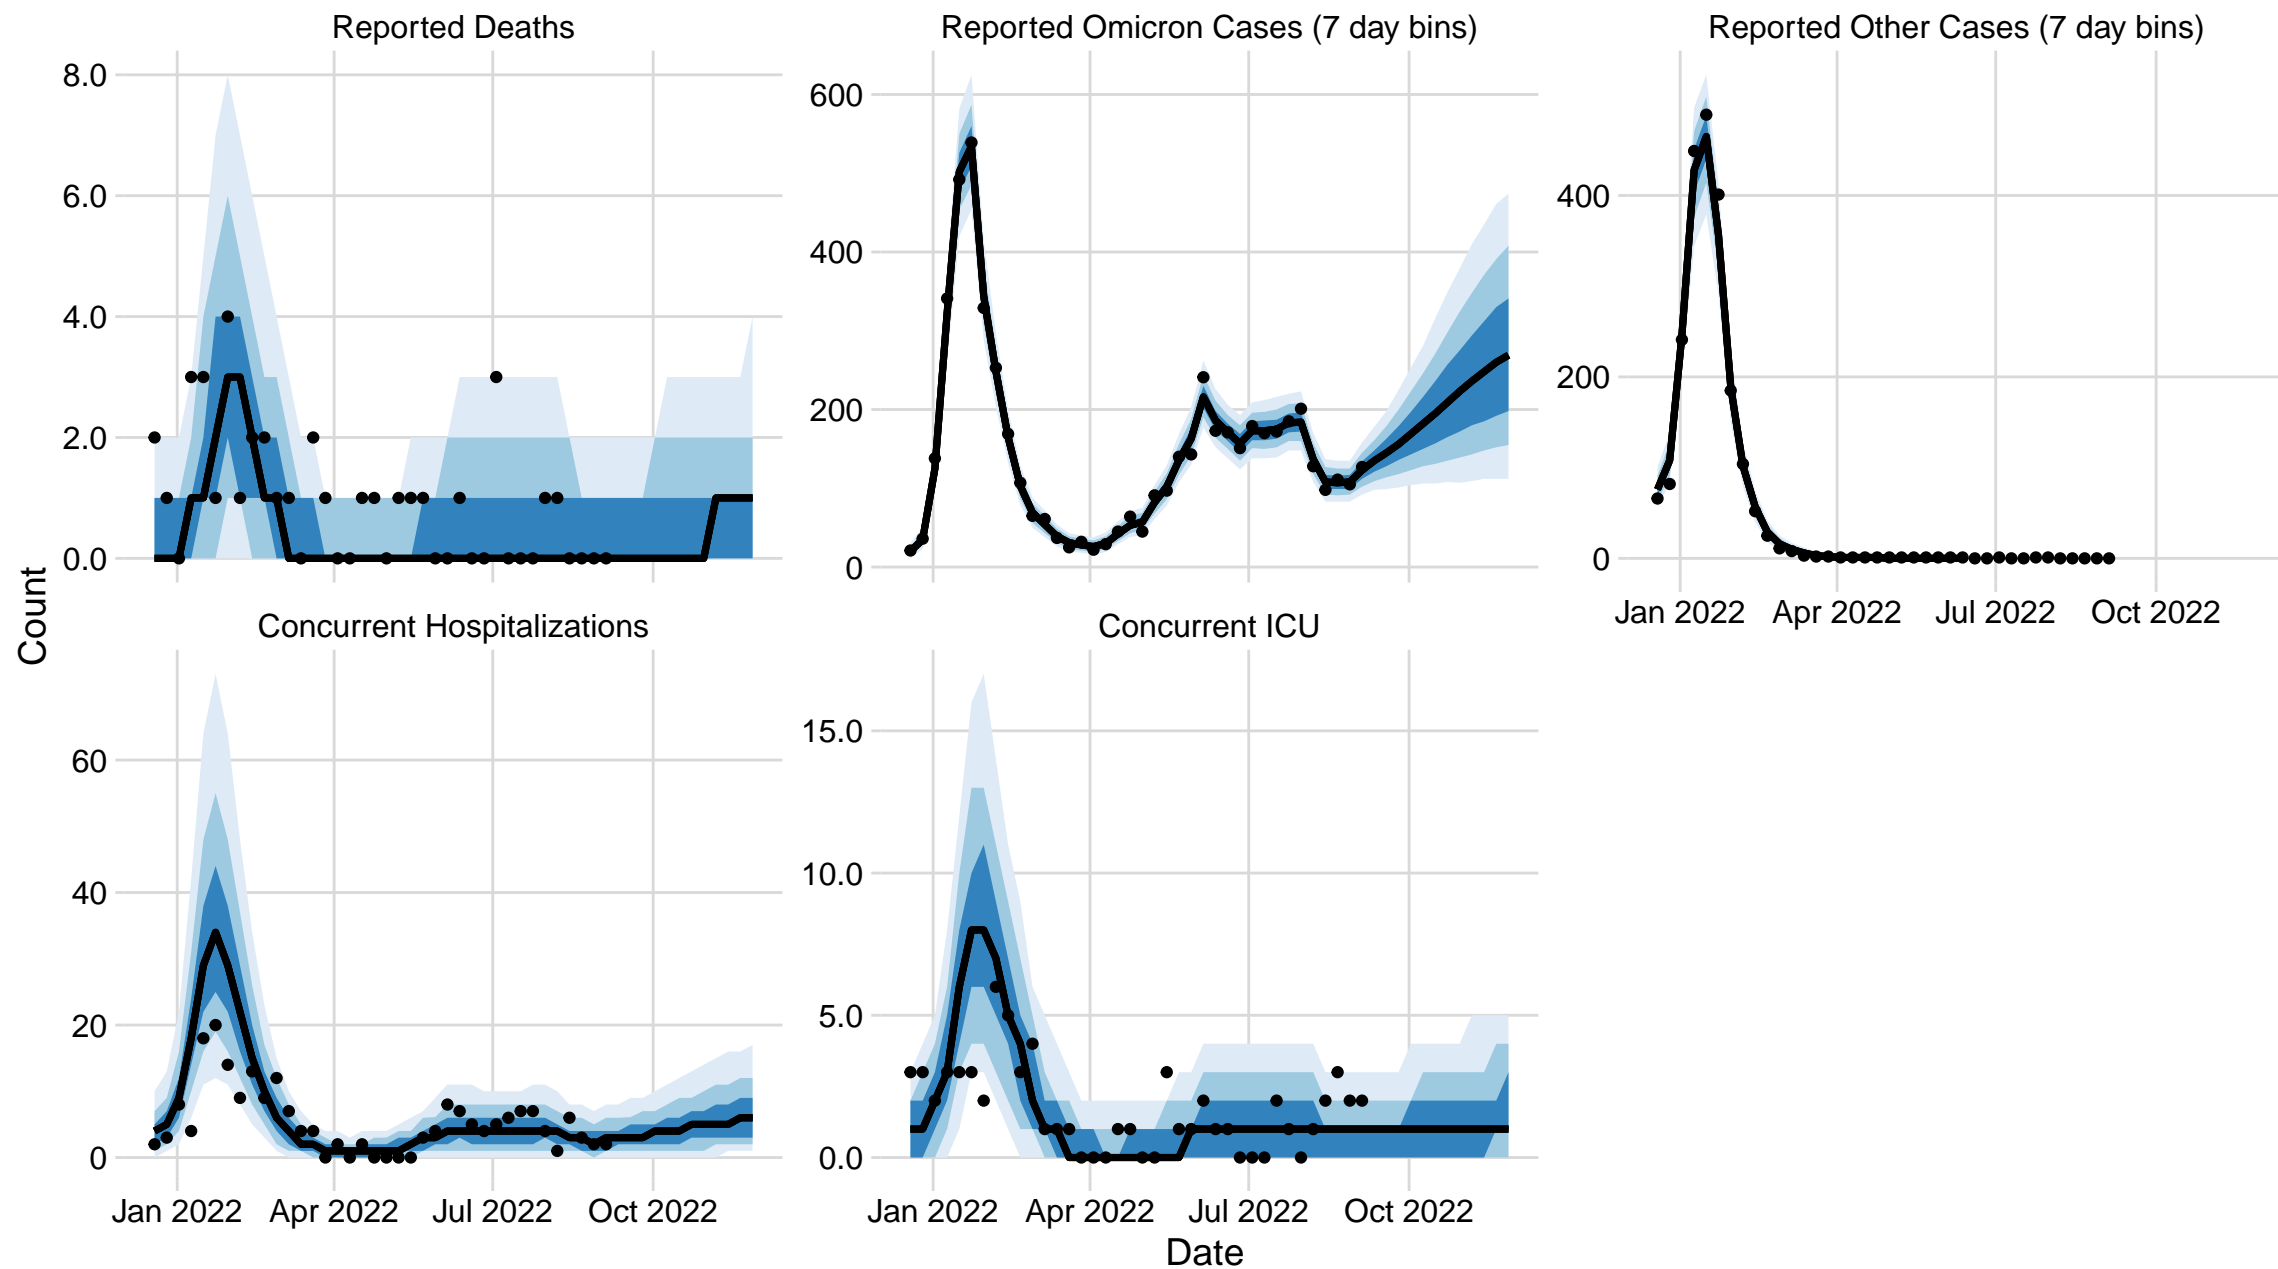 Reported Deaths
Reported Omicron Cases (7 day bins)
Reported Other Cases (7 day bins)
8.0
6.0
4.0
2.0
0.0
600
400
200
0
400
200
0
Jan 2022
Apr 2022
Jul 2022
Oct 2022
Count
Concurrent Hospitalizations
Concurrent ICU
60
40
20
0
15.0
10.0
5.0
0.0
Jan 2022
Apr 2022
Jul 2022
Oct 2022
Jan 2022
Apr 2022
Jul 2022
Oct 2022
Date